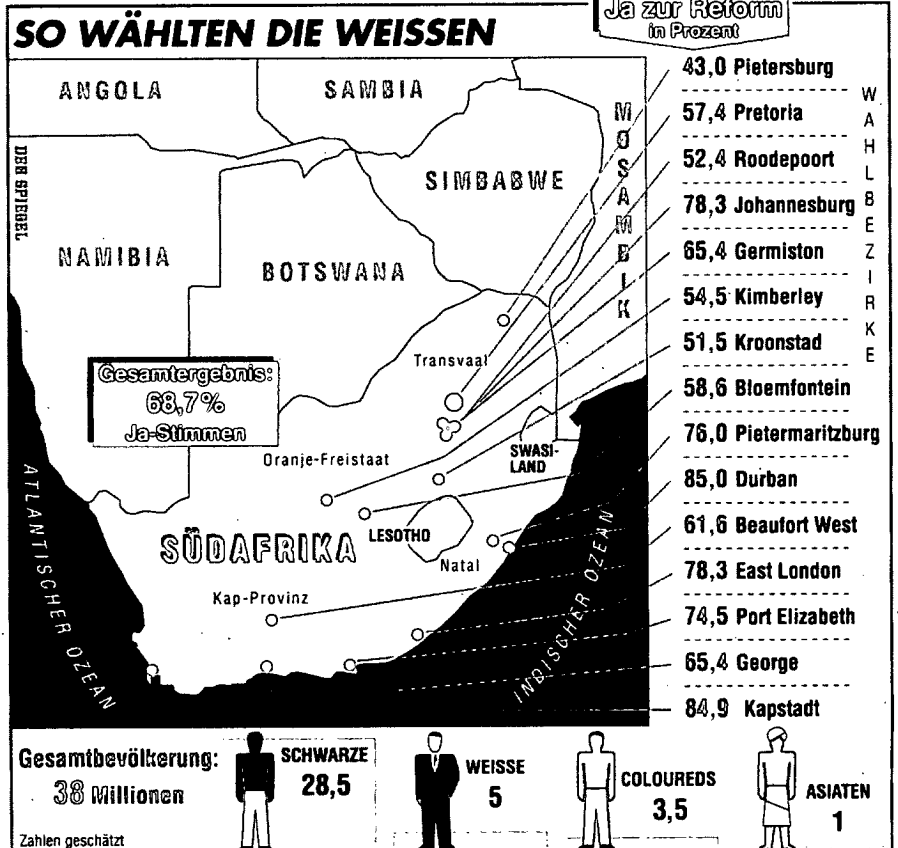 SO WÄHLTEN DIE WEISSEN
Ja zur Reform
in Prozent
ANGOLA
SAMBIA
MOSAMBIK
SIMBABWE
DER SPIEGEL
NAMIBIA
BOTSWANA
Transvaal
Gesamtergebnis:
68,7%
Ja-Stimmen
Oranje-Freistaat
SWASI-
LAND
LESOTHO
SÜDAFRIKA
Natal
Kap-Provinz
ATLANTISCHER OZEAN
INDISCHER OZEAN
43,0 Pietersburg
57,4 Pretoria
52,4 Roodepoort
78,3 Johannesburg
65,4 Germiston
54,5 Kimberley
51,5 Kroonstad
58,6 Bloemfontein
76,0 Pietermaritzburg
85,0 Durban
61,6 Beaufort West
78,3 East London
74,5 Port Elizabeth
65,4 George
84,9 Kapstadt
WAHLBEZIRKE
Gesamtbevölkerung:
38 Millionen
Zahlen geschätzt
SCHWARZE
28,5
WEISSE
5
COLOUREDS
3,5
ASIATEN
1